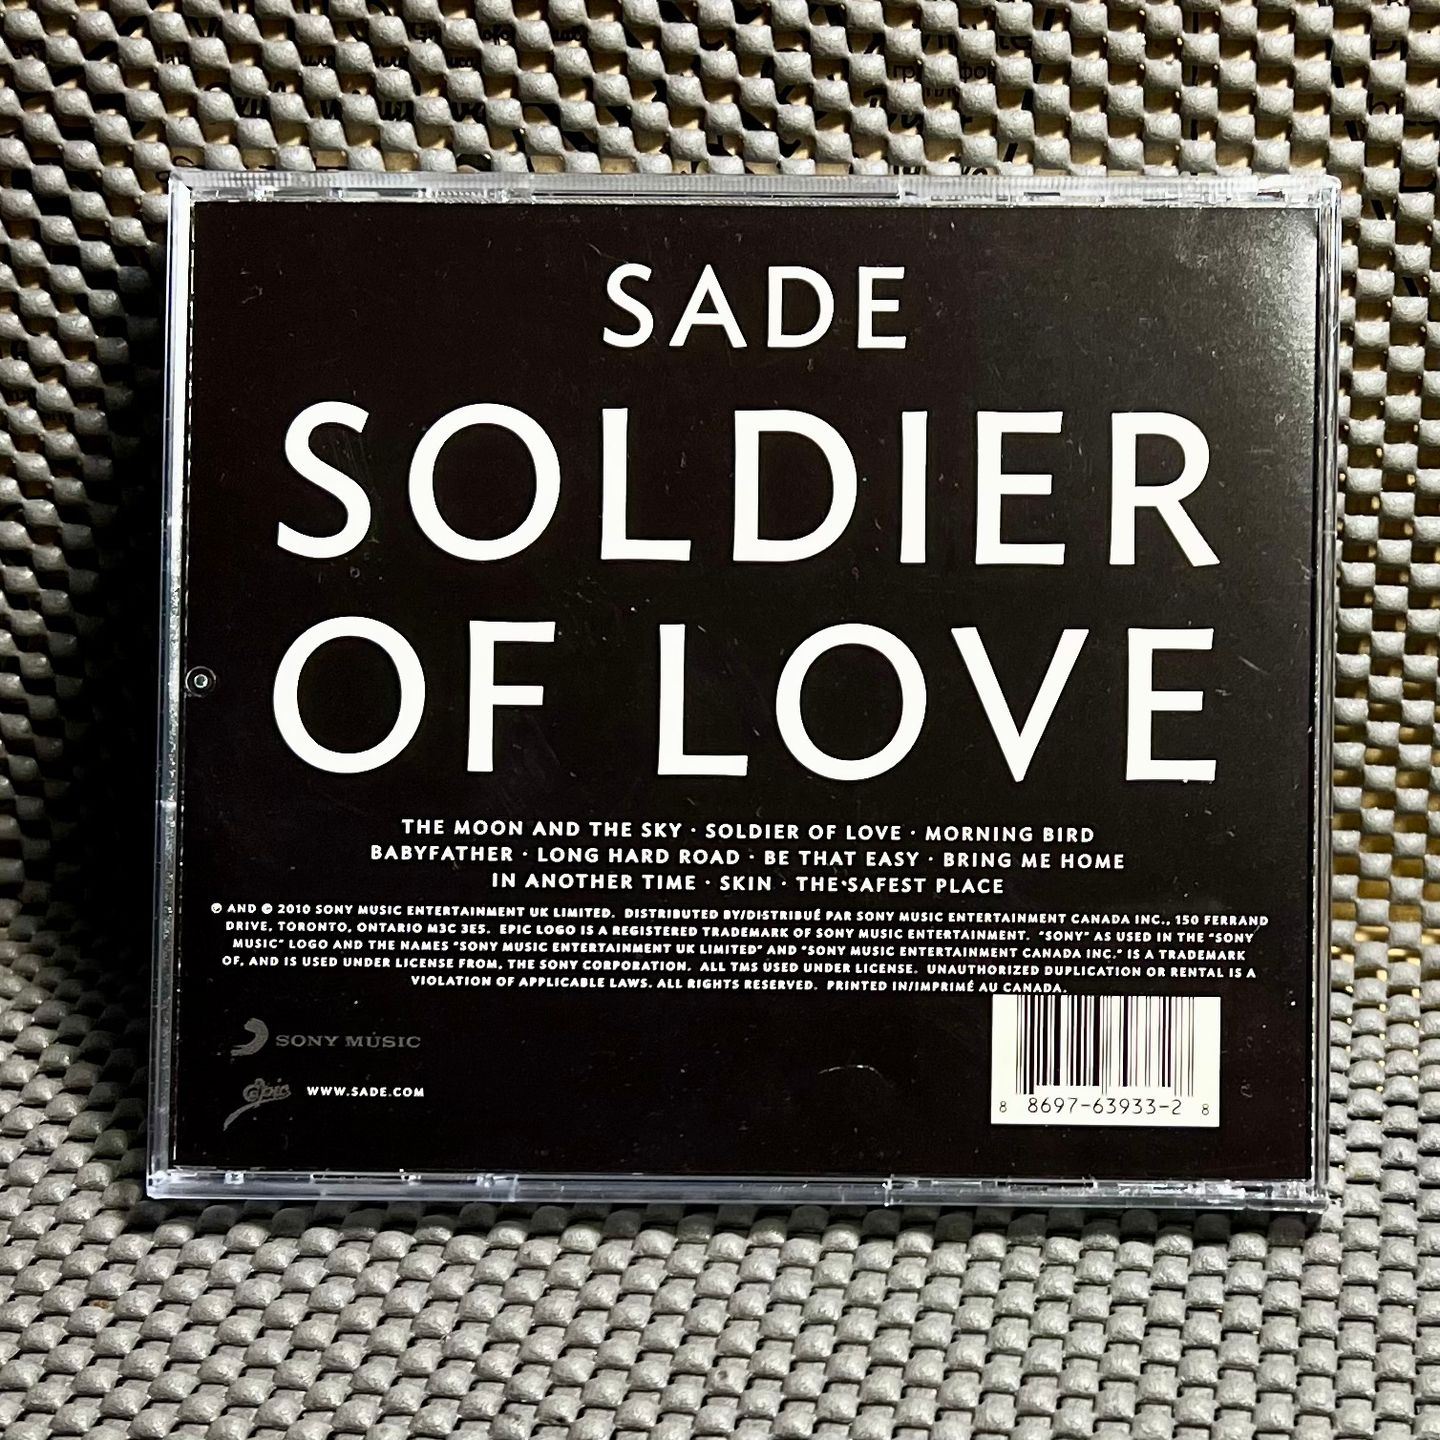 SADE
SOLDIER
OF LOVE
THE MOON AND THE SKY · SOLDIER OF LOVE · MORNING BIRD
BABYFATHER · LONG HARD ROAD · BE THAT EASY · BRING ME HOME
IN ANOTHER TIME · SKIN · THE SAFEST PLACE
℗ AND © 2010 SONY MUSIC ENTERTAINMENT UK LIMITED. DISTRIBUTED BY/DISTRIBUÉ PAR SONY MUSIC ENTERTAINMENT CANADA INC., 150 FERRAND
DRIVE, TORONTO, ONTARIO M3C 3E5. EPIC LOGO IS A REGISTERED TRADEMARK OF SONY MUSIC ENTERTAINMENT. "SONY" AS USED IN THE "SONY
MUSIC" LOGO AND THE NAMES "SONY MUSIC ENTERTAINMENT UK LIMITED" AND "SONY MUSIC ENTERTAINMENT CANADA INC." IS A TRADEMARK
OF, AND IS USED UNDER LICENSE FROM, THE SONY CORPORATION. ALL TMS USED UNDER LICENSE. UNAUTHORIZED DUPLICATION OR RENTAL IS A
VIOLATION OF APPLICABLE LAWS. ALL RIGHTS RESERVED. PRINTED IN/IMPRIMÉ AU CANADA.
SONY MUSIC
Epic WWW.SADE.COM
8 8697-63933-2 8